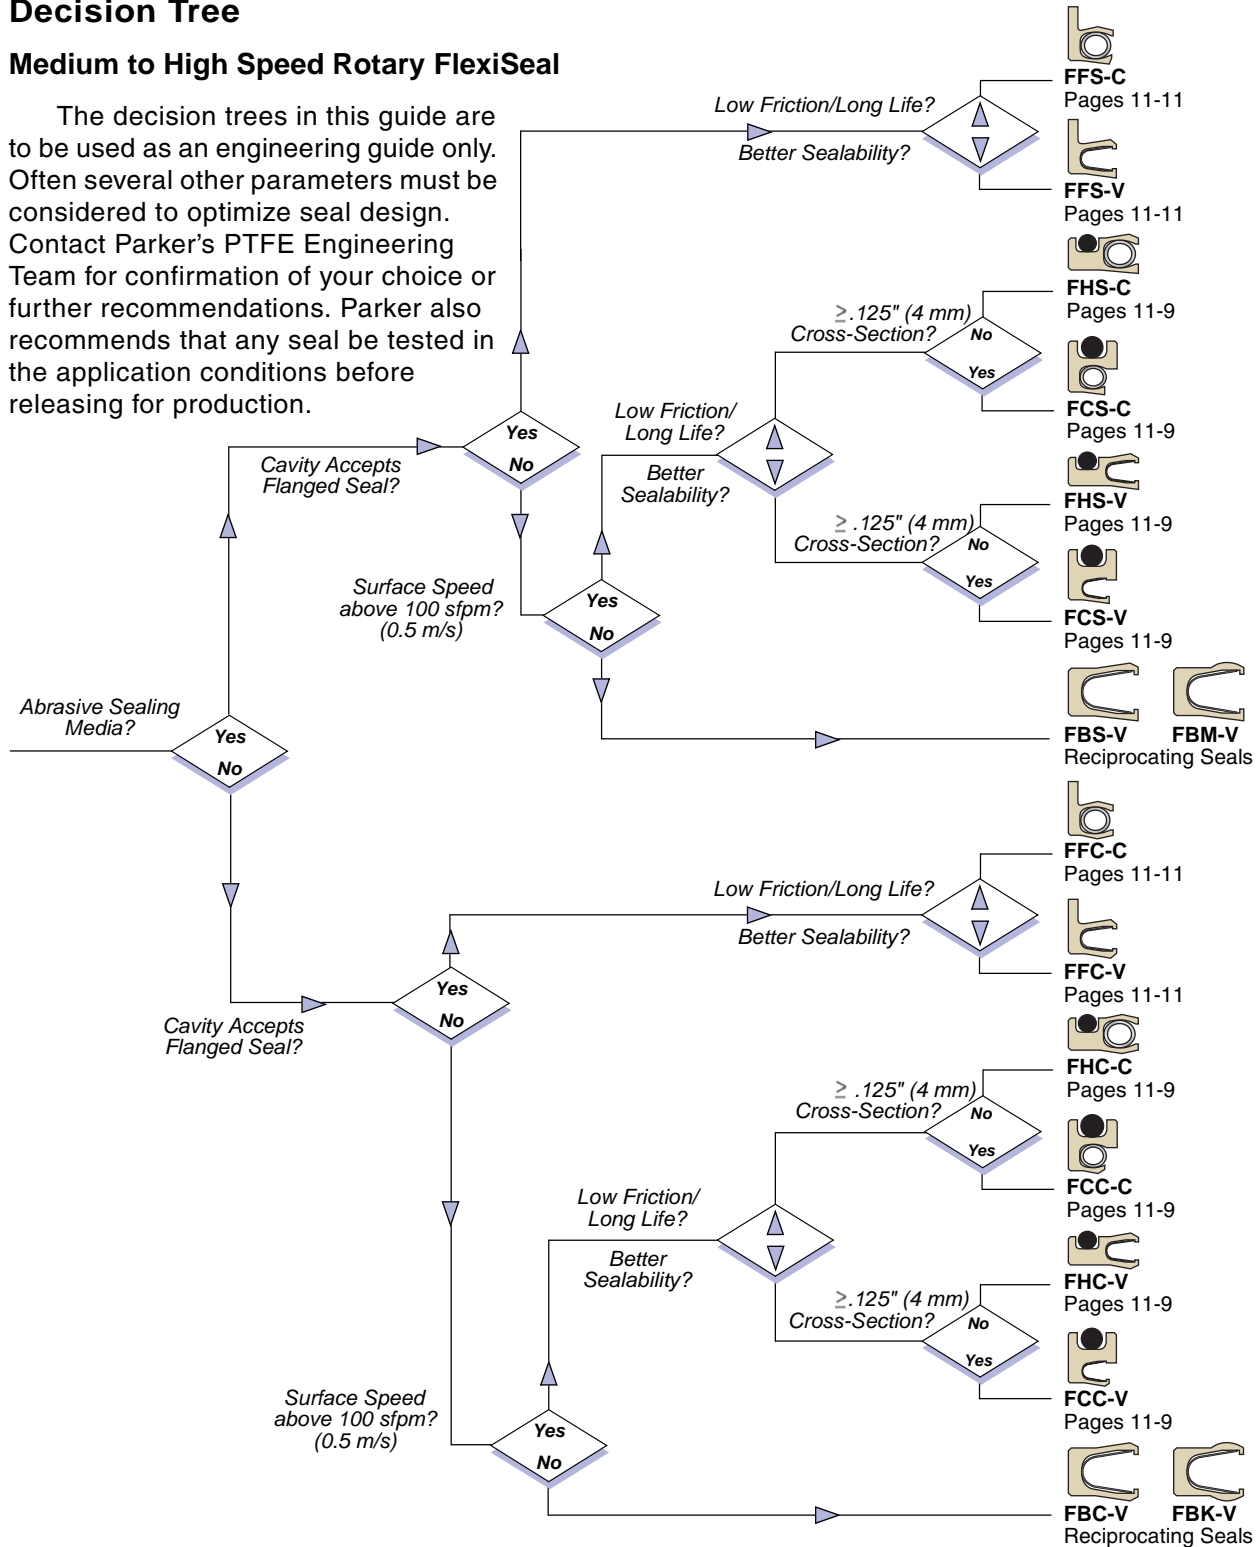 Decision Tree
Medium to High Speed Rotary FlexiSeal
The decision trees in this guide are
to be used as an engineering guide only.
Often several other parameters must be
considered to optimize seal design.
Contact Parker's PTFE Engineering
Team for confirmation of your choice or
further recommendations. Parker also
recommends that any seal be tested in
the application conditions before
releasing for production.
Low Friction/Long Life?
Better Sealability?
FFS-C
Pages 11-11
FFS-V
Pages 11-11
≥.125" (4 mm)
Cross-Section?
No
Yes
FHS-C
Pages 11-9
FCS-C
Pages 11-9
Cavity Accepts
Flanged Seal?
Yes
No
Low Friction/
Long Life?
Better
Sealability?
≥ .125" (4 mm)
Cross-Section?
No
Yes
FHS-V
Pages 11-9
FCS-V
Pages 11-9
Surface Speed
above 100 sfpm?
(0.5 m/s)
Yes
No
FBS-V FBM-V
Reciprocating Seals
Abrasive Sealing
Media?
Yes
No
Low Friction/Long Life?
Better Sealability?
FFC-C
Pages 11-11
FFC-V
Pages 11-11
Cavity Accepts
Flanged Seal?
Yes
No
≥ .125" (4 mm)
Cross-Section?
No
Yes
FHC-C
Pages 11-9
FCC-C
Pages 11-9
Low Friction/
Long Life?
Better
Sealability?
≥.125" (4 mm)
Cross-Section?
No
Yes
FHC-V
Pages 11-9
FCC-V
Pages 11-9
Surface Speed
above 100 sfpm?
(0.5 m/s)
Yes
No
FBC-V FBK-V
Reciprocating Seals